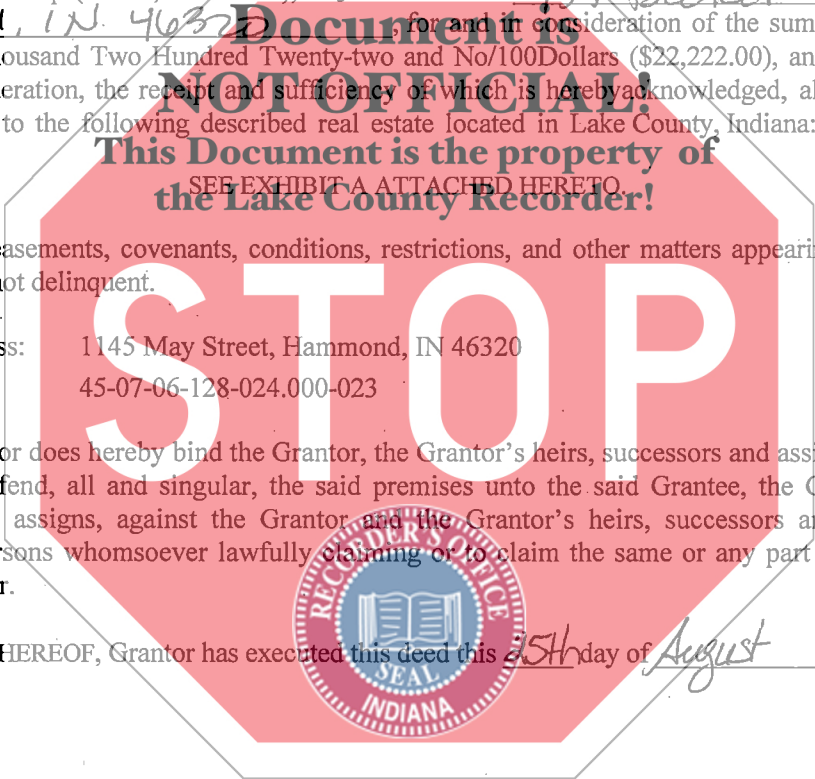 , IN. 46320, for and in consideration of the sum
ousand Two Hundred Twenty-two and No/100Dollars ($22,222.00), an
eration, the receipt and sufficiency of which is herebyacknowledged, al
to the following described real estate located in Lake County, Indiana:
Document is
NOT OFFICIAL!
This Document is the property of
the Lake County Recorder!
SEE EXHIBIT A ATTACHED HERETO.
asements, covenants, conditions, restrictions, and other matters appeari
ot delinquent.
ss: 1145 May Street, Hammond, IN 46320
45-07-06-128-024.000-023
STOP
or does hereby bind the Grantor, the Grantor's heirs, successors and assi
fend, all and singular, the said premises unto the said Grantee, the G
assigns, against the Grantor and the Grantor's heirs, successors a
rsons whomsoever lawfully claiming or to claim the same or any part
r.
HEREOF, Grantor has executed this deed this 25th day of August
RECORDER'S OFFICE
SEAL
INDIANA